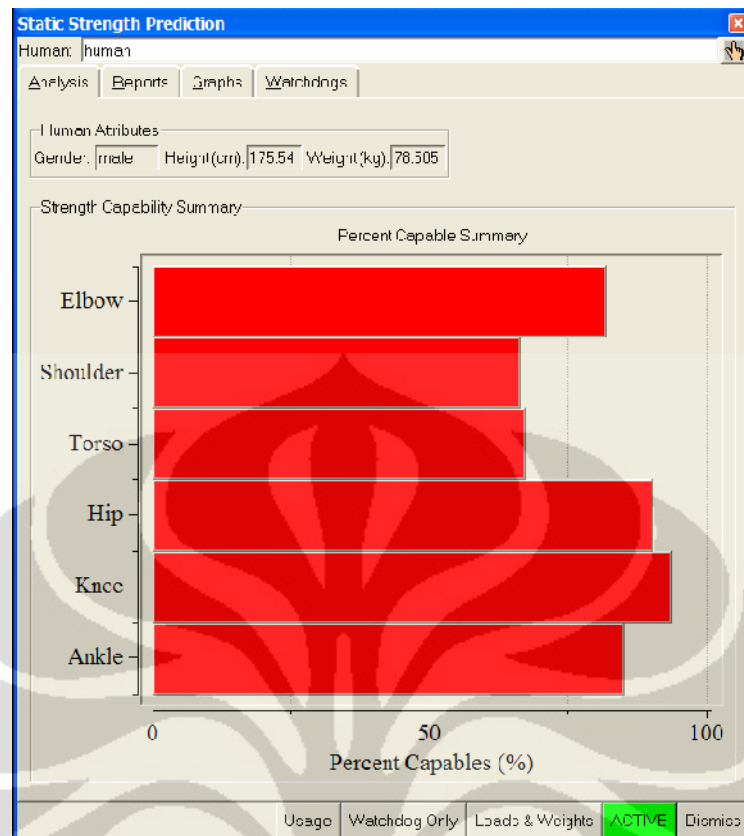 Static Strength Prediction
Human: human
Analysis Reports Graphs Watchdogs
Human Atributes
Gender: male Height(cm): 175.54 Weight(kg): 78.505
Strength Capability Summary
Percent Capable Summary
Elbow
Shoulder
Torso
Hip
Knee
Ankle
0 50 100
Percent Capables (%)
Usage Watchdog Only Loads & Weights ACTIVE Dismiss